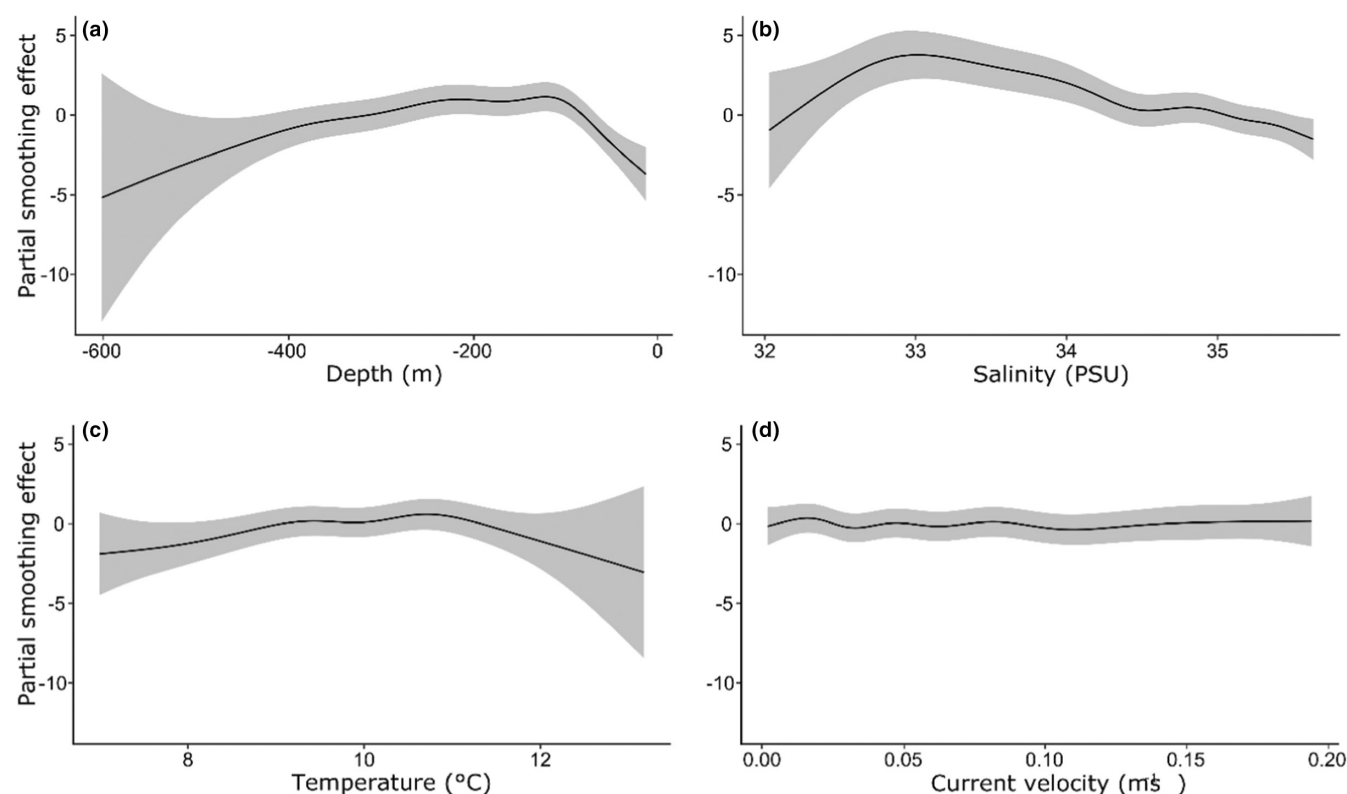 (a)
Partial smoothing effect
5
0
-5
-10
-600 -400 -200 0
Depth (m)
(b)
5
0
-5
-10
32 33 34 35
Salinity (PSU)
(c)
Partial smoothing effect
5
0
-5
-10
8 10 12
Temperature (°C)
(d)
5
0
-5
-10
0.00 0.05 0.10 0.15 0.20
Current velocity (